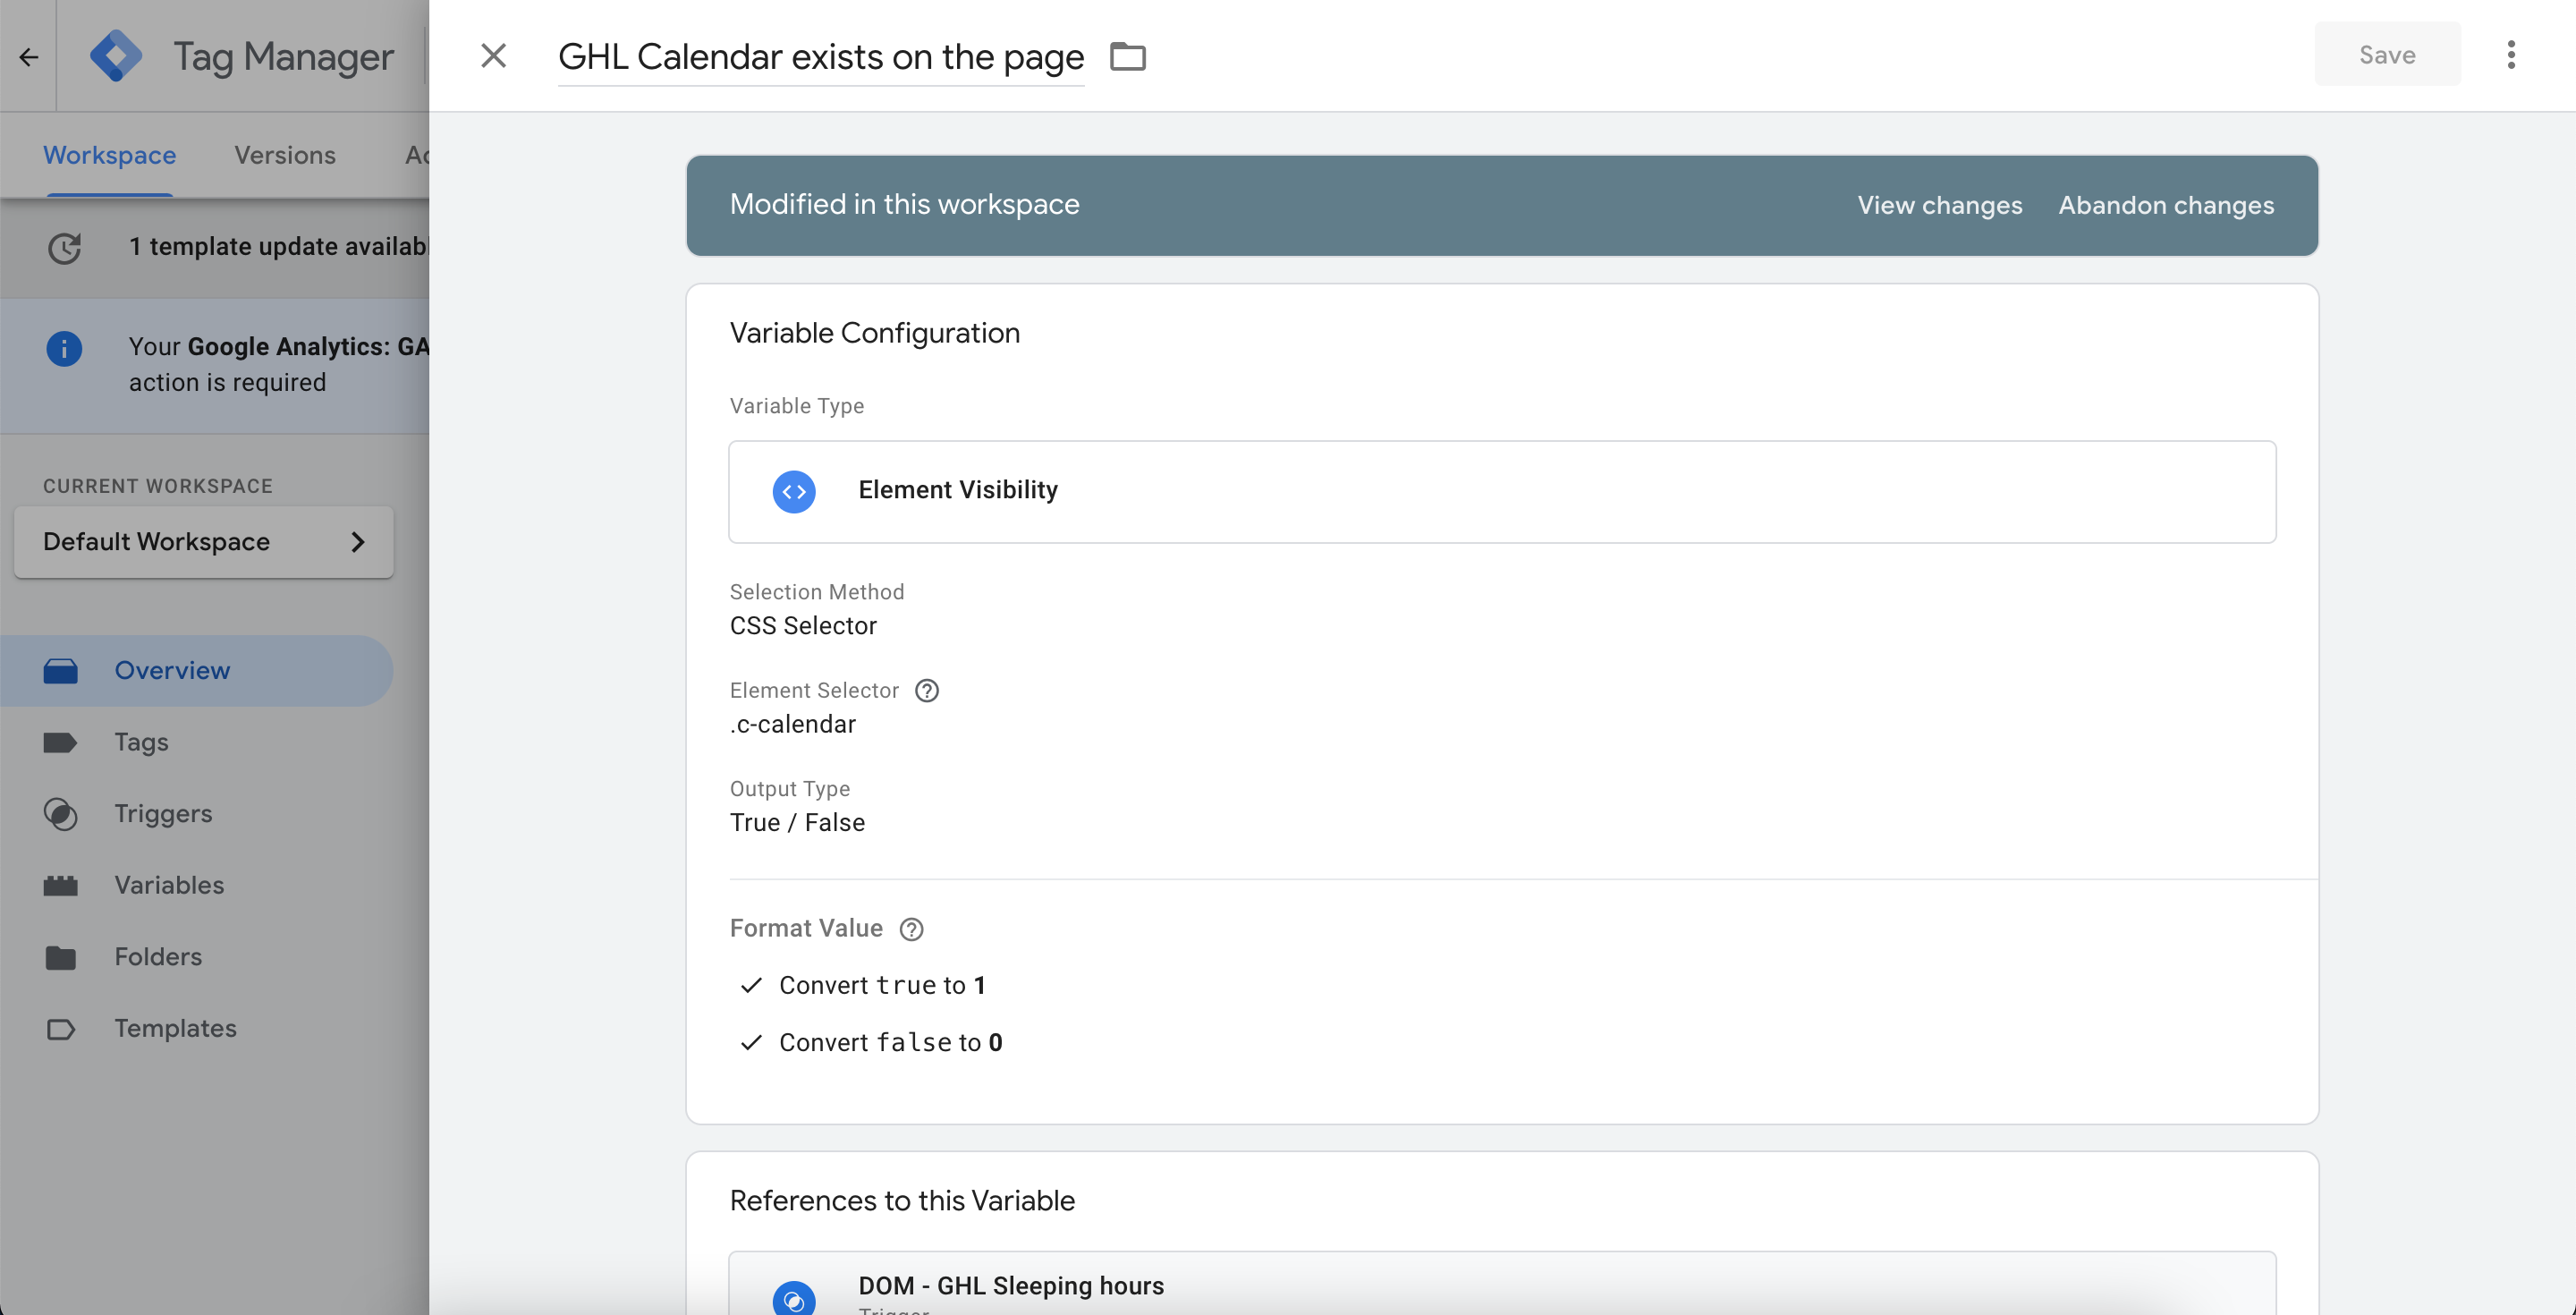 Tag Manager
GHL Calendar exists on the page
Save
Workspace
Versions
Modified in this workspace
View changes
Abandon changes
1 template update availabl
Your Google Analytics: GA
action is required
CURRENT WORKSPACE
Default Workspace
Overview
Tags
Triggers
Variables
Folders
Templates
Variable Configuration
Variable Type
Element Visibility
Selection Method
CSS Selector
Element Selector
.c-calendar
Output Type
True / False
Format Value
Convert true to 1
Convert false to 0
References to this Variable
DOM - GHL Sleeping hours
Trigger